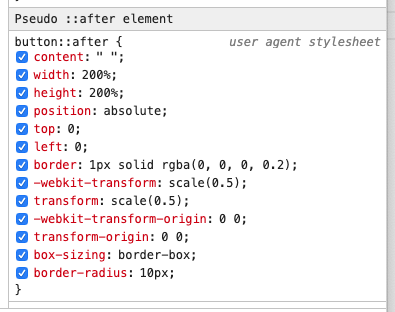 Pseudo ::after element
button::after { user agent stylesheet
content: " ";
width: 200%;
height: 200%;
position: absolute;
top: 0;
left: 0;
border: 1px solid rgba(0, 0, 0, 0.2);
-webkit-transform: scale(0.5);
transform: scale(0.5);
-webkit-transform-origin: 0 0;
transform-origin: 0 0;
box-sizing: border-box;
border-radius: 10px;
}